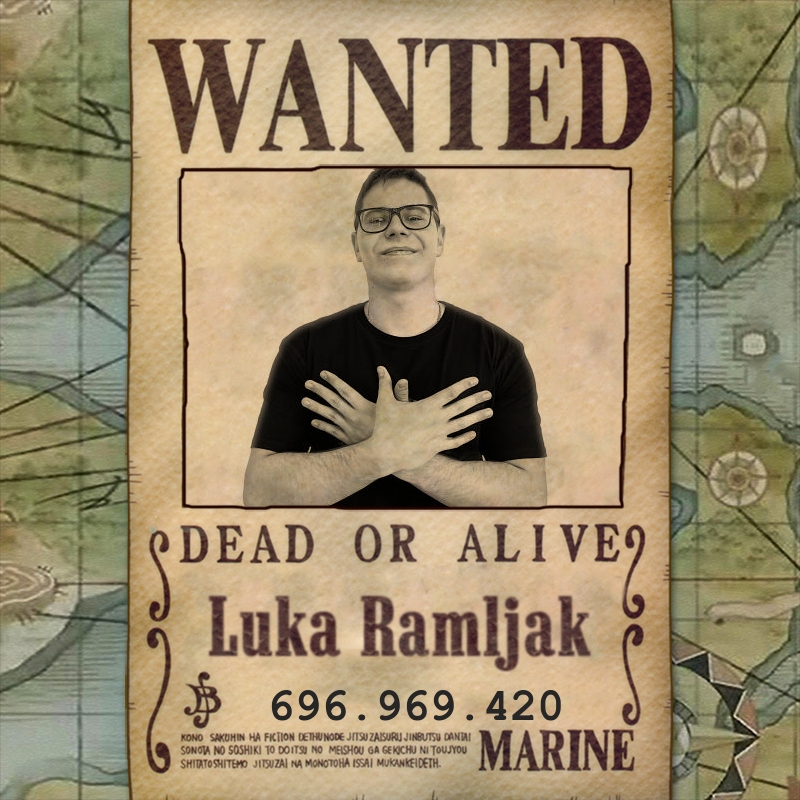 WANTED
DEAD OR ALIVE
Luka Ramljak
696.969.420
KONO SAKUHIN HA FICTION DETHUNODE JITSUZAISURU JINBUTSU DANTAI
SONOTA NO SOSHIKI TO DOITSU NO MEISHOU GA GEKICHU NI TOUJYOU
SHITATOSHITEMO JITSUZAI NA MONOTOHA ISSAI MUKANKEIDETH.
MARINE